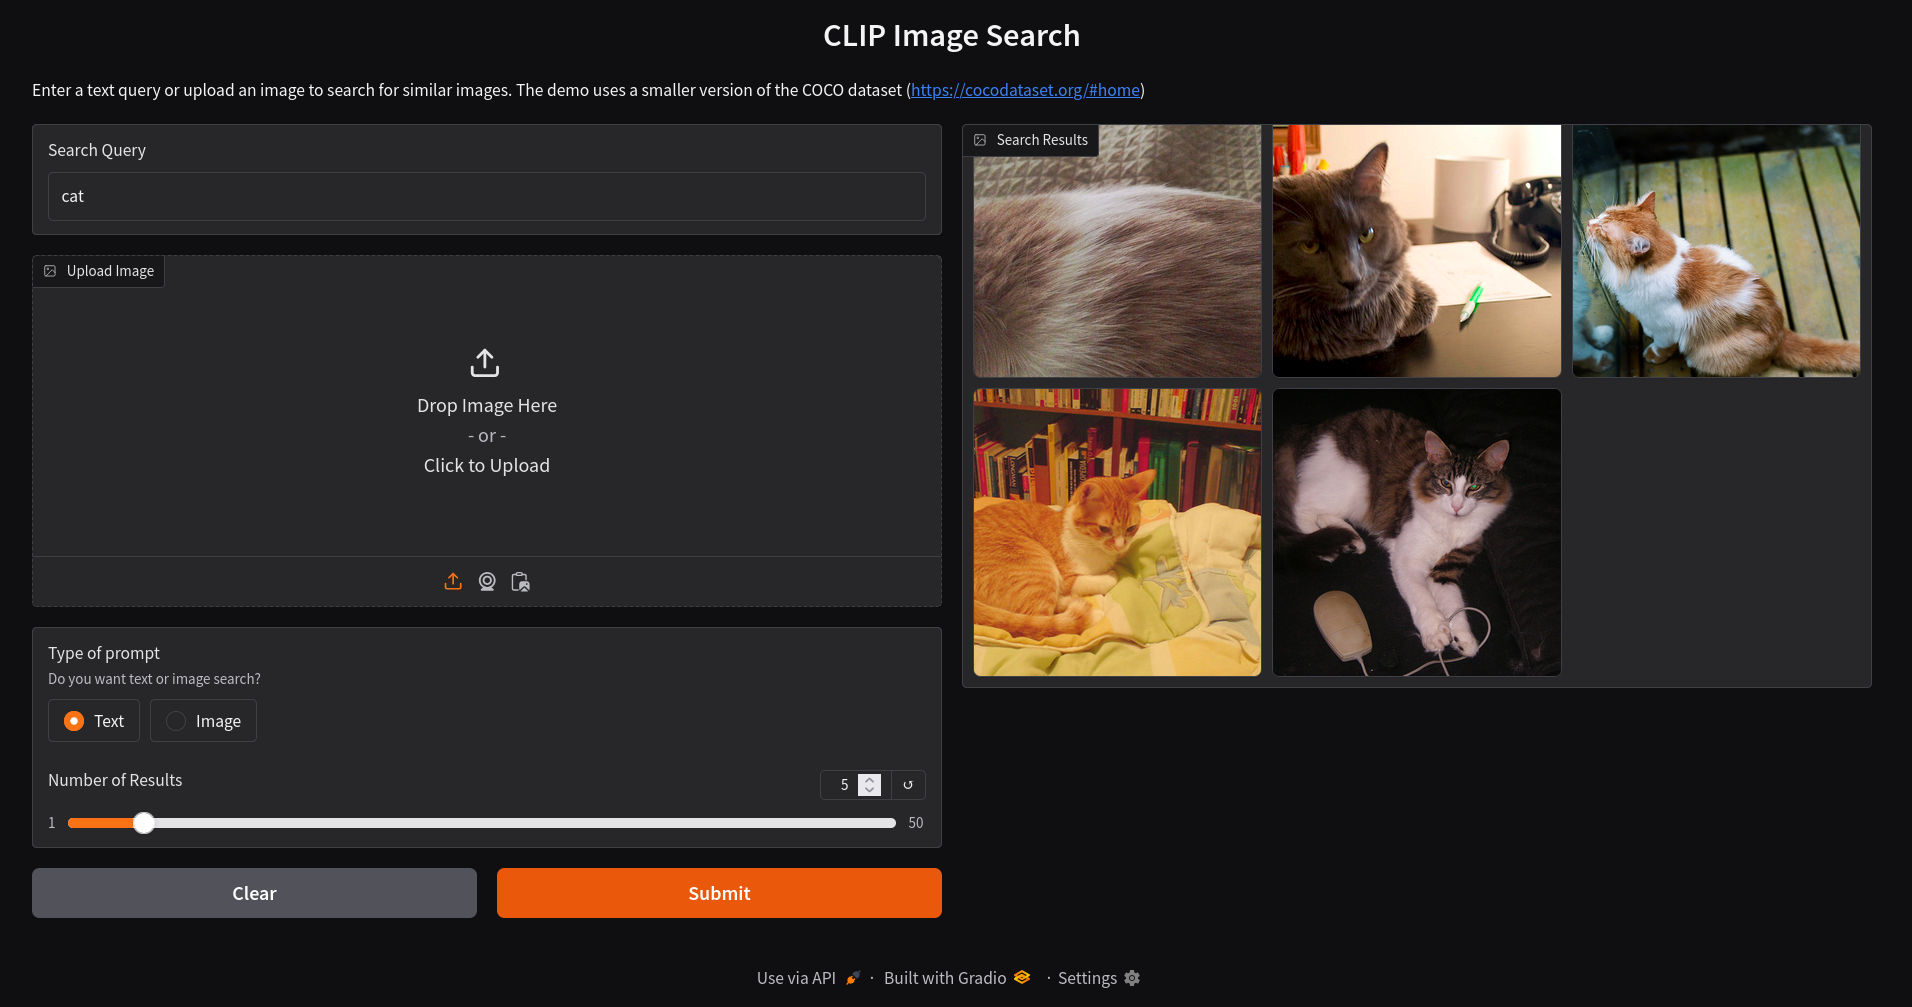 CLIP Image Search
Enter a text query or upload an image to search for similar images. The demo uses a smaller version of the COCO dataset (https://cocodataset.org/#home)
Search Query
cat
Upload Image
Drop Image Here
- or -
Click to Upload
Type of prompt
Do you want text or image search?
Text
Image
Number of Results
5
↺
1
50
Clear
Submit
Search Results
Use via API · Built with Gradio · Settings